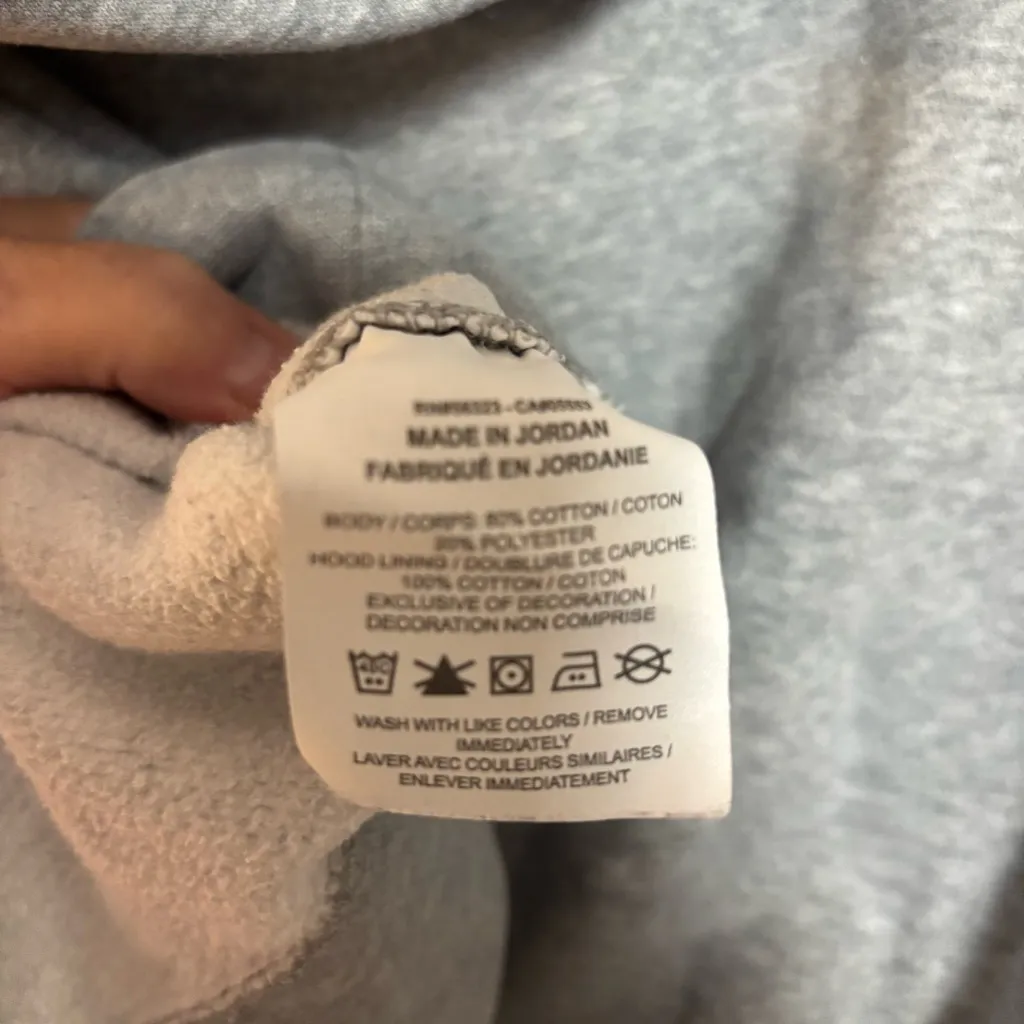 MADE IN JORDAN
FABRIQUÉ EN JORDANIE
BODY / CORPS: 80% COTTON / COTON
20% POLYESTER
HOOD LINING / DOUBLURE DE CAPUCHE:
100% COTTON / COTON
EXCLUSIVE OF DECORATION /
DECORATION NON COMPRISE
WASH WITH LIKE COLORS / REMOVE
IMMEDIATELY
LAVER AVEC COULEURS SIMILAIRES /
ENLEVER IMMEDIATEMENT